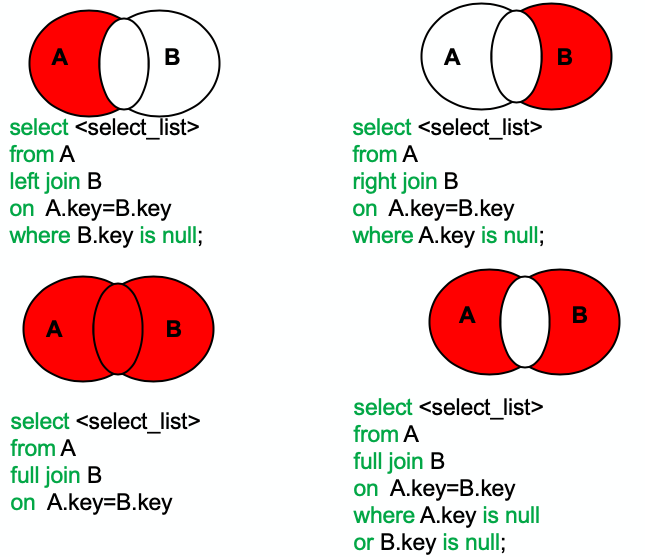 A B
select <select_list>
from A
left join B
on A.key=B.key
where B.key is null;
A B
select <select_list>
from A
right join B
on A.key=B.key
where A.key is null;
A B
select <select_list>
from A
full join B
on A.key=B.key
A B
select <select_list>
from A
full join B
on A.key=B.key
where A.key is null
or B.key is null;